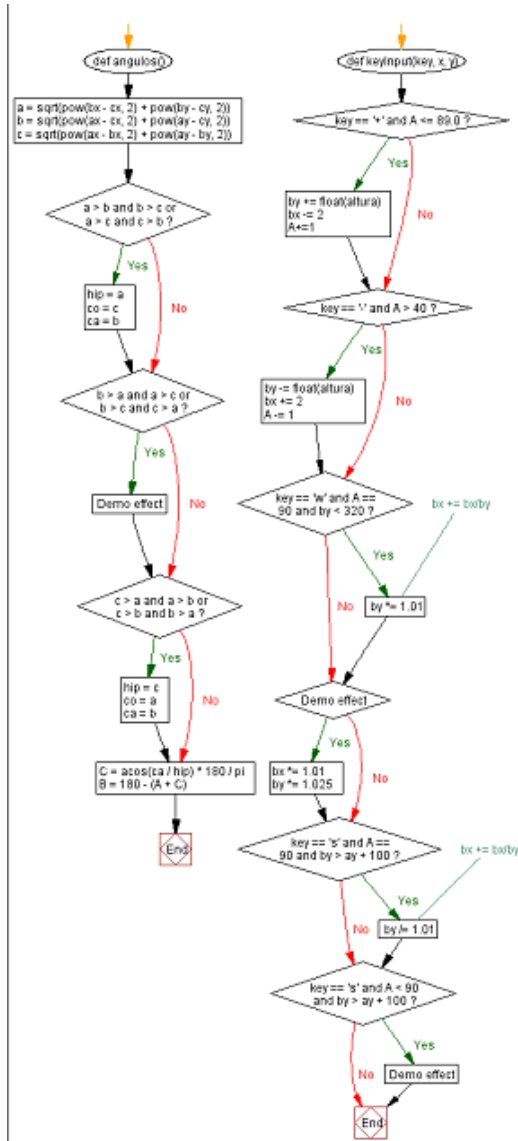 def angulos()
a = sqrt(pow(bx - cx, 2) + pow(by - cy, 2))
b = sqrt(pow(ax - cx, 2) + pow(ay - cy, 2))
c = sqrt(pow(ax - bx, 2) + pow(ay - by, 2))
a > b and b > c or
a > c and c > b ?
Yes
No
hip = a
co = c
ca = b
b > a and a > c or
b > c and c > a ?
Yes
No
Demo effect
c > a and a > b or
c > b and b > a ?
Yes
No
hip = c
co = a
ca = b
C = acos(ca / hip) * 180 / pi
B = 180 - (A + C)
End
def keyInput(key, x, y)
key == '+' and A <= 89.0 ?
Yes
No
by += float(altura)
bx -= 2
A+=1
key == '-' and A > 40 ?
Yes
No
by -= float(altura)
bx += 2
A -= 1
key == 'w' and A ==
90 and by < 320 ?
bx += bx/by
Yes
No
by *= 1.01
Demo effect
Yes
No
bx *= 1.01
by *= 1.025
key == 's' and A ==
90 and by > ay + 100 ?
bx += bx/by
Yes
No
by /= 1.01
key == 's' and A < 90
and by > ay + 100 ?
Yes
No
Demo effect
End